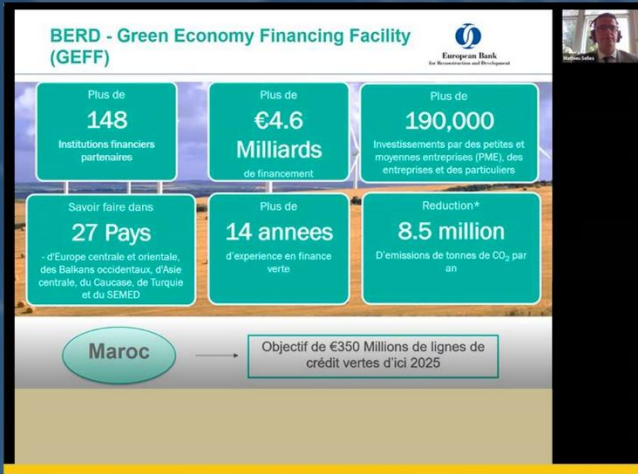 BERD - Green Economy Financing Facility
(GEFF)
European Bank
for Reconstruction and Development
Plus de
148
Institutions financiers
partenaires
Plus de
€4.6
Milliards
de financement
Plus de
190,000
Investissements par des petites et
moyennes entreprises (PME), des
entreprises et des particuliers
Savoir faire dans
27 Pays
- d'Europe centrale et orientale,
des Balkans occidentaux, d'Asie
centrale, du Caucase, de Turquie
et du SEMED
Plus de
14 annees
d'experience en finance
verte
Reduction*
8.5 million
D'emissions de tonnes de CO₂ par
an
Maroc
Objectif de €350 Millions de lignes de
crédit vertes d'ici 2025